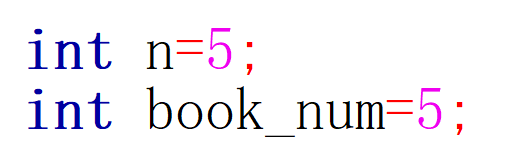 int n=5;
int book_num=5;